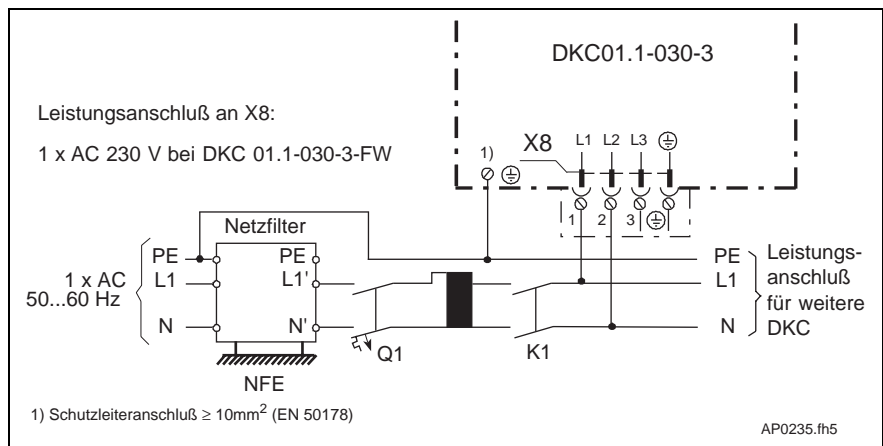 DKC01.1-030-3
Leistungsanschluß an X8:
1 x AC 230 V bei DKC 01.1-030-3-FW
X8
L1 L2 L3
1)
1 2 3
Netzfilter
PE PE PE
L1 L1' L1
N N' N
1 x AC
50...60 Hz
Leistungs-
anschluß
für weitere
DKC
Q1 K1
NFE
1) Schutzleiteranschluß ≥ 10mm² (EN 50178)
AP0235.fh5